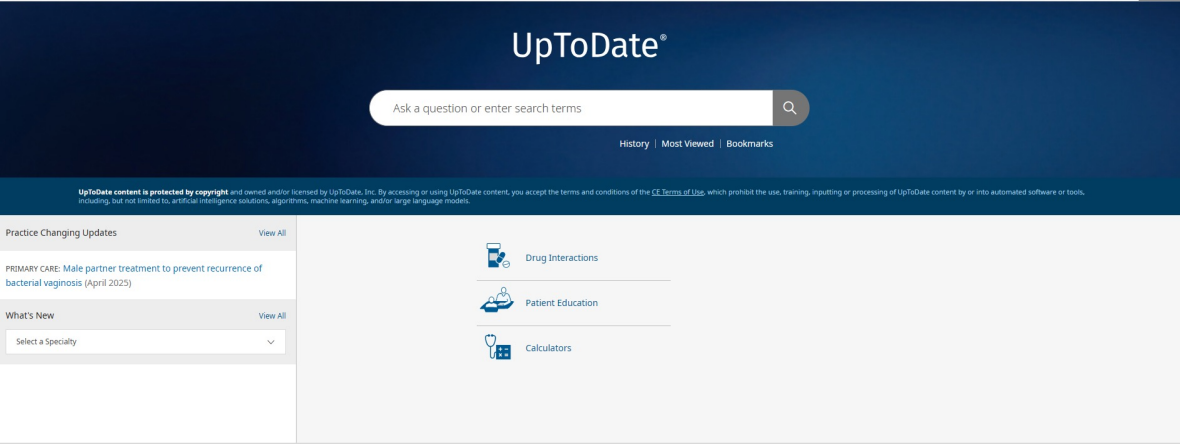 UpToDate®
Ask a question or enter search terms
History | Most Viewed | Bookmarks
UpToDate content is protected by copyright and owned and/or licensed by UpToDate, Inc. By accessing or using UpToDate content, you accept the terms and conditions of the CE Terms of Use, which prohibit the use, training, inputting or processing of UpToDate content by or into automated software or tools,
including, but not limited to, artificial intelligence solutions, algorithms, machine learning, and/or large language models.
Practice Changing Updates View All
PRIMARY CARE: Male partner treatment to prevent recurrence of
bacterial vaginosis (April 2025)
What's New View All
Select a Specialty
Drug Interactions
Patient Education
Calculators